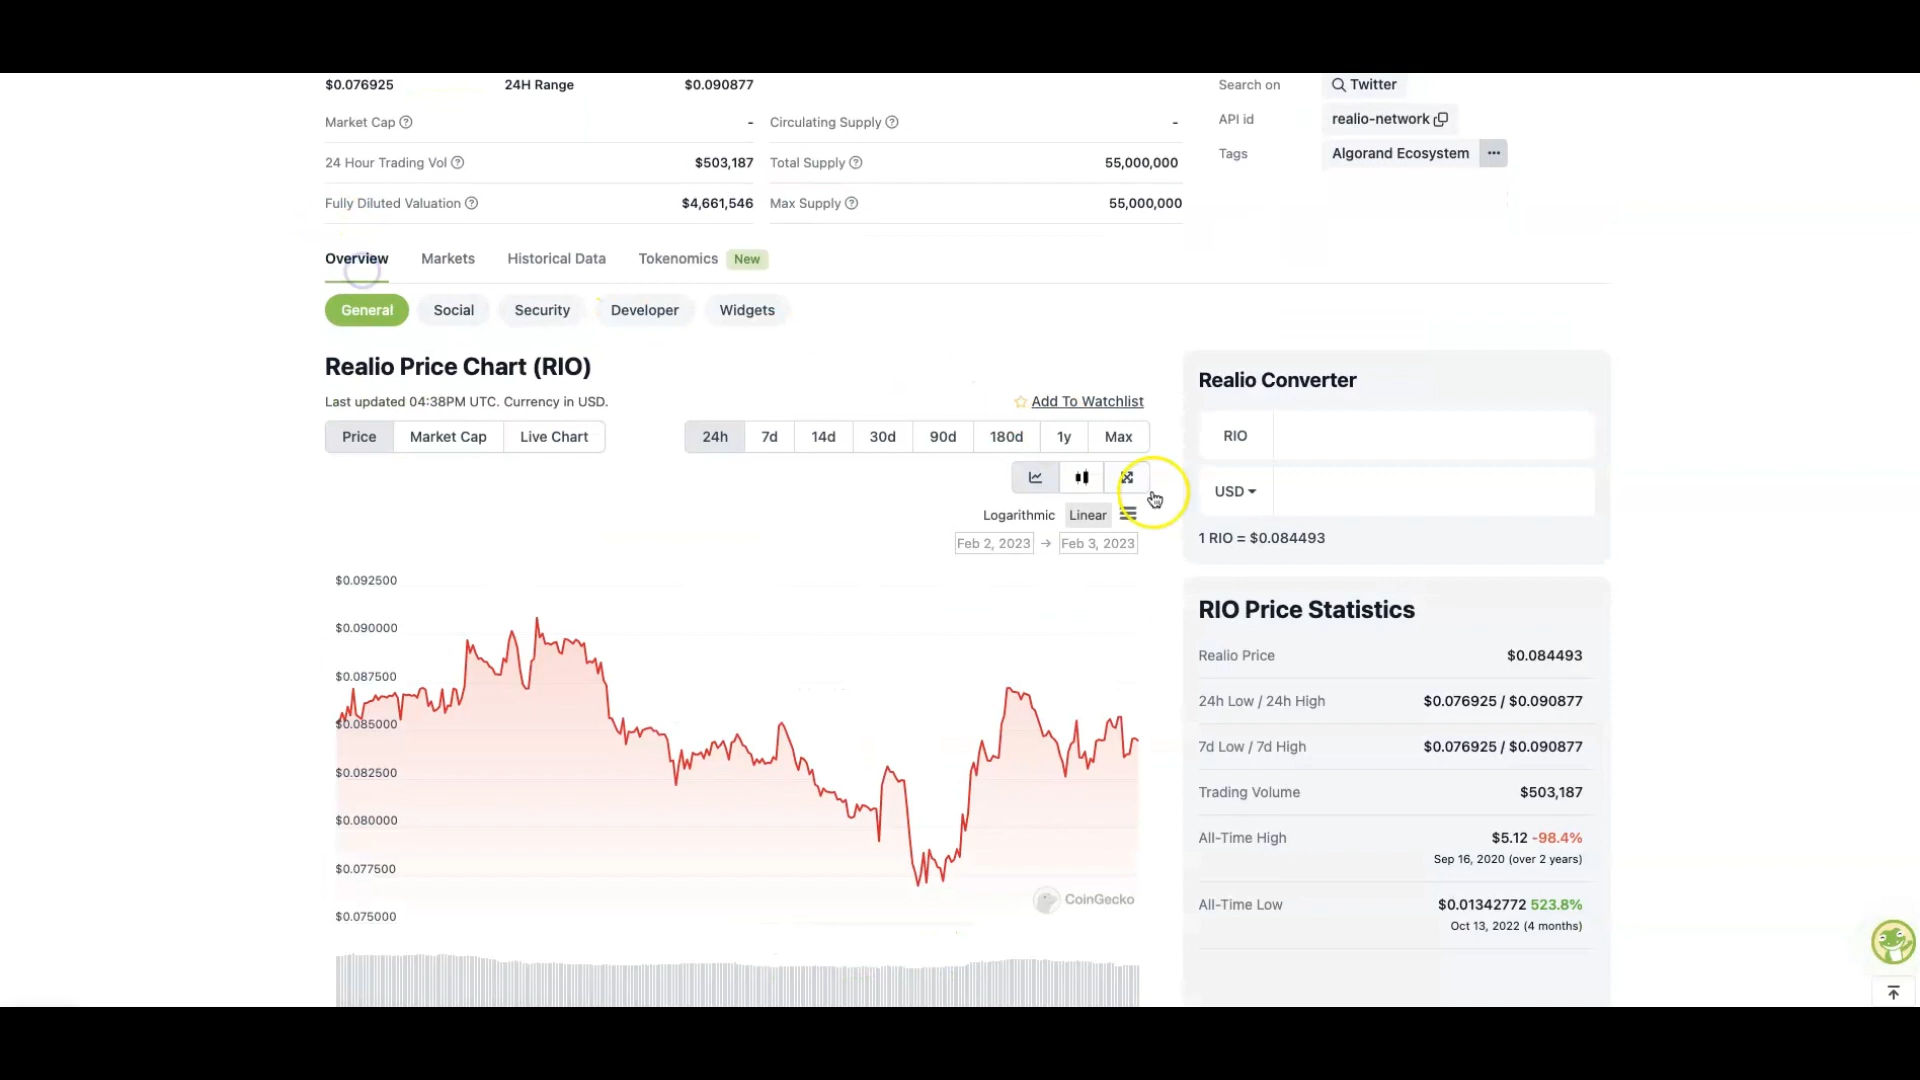 $0.076925 24H Range $0.090877
Search on Twitter
Market Cap - Circulating Supply -
API id realio-network
24 Hour Trading Vol $503,187 Total Supply 55,000,000
Tags Algorand Ecosystem ...
Fully Diluted Valuation $4,661,546 Max Supply 55,000,000
Overview Markets Historical Data Tokenomics New
General Social Security Developer Widgets
Realio Price Chart (RIO)
Last updated 04:38PM UTC. Currency in USD.
Add To Watchlist
Price Market Cap Live Chart
24h 7d 14d 30d 90d 180d 1y Max
Logarithmic Linear
Feb 2, 2023 → Feb 3, 2023
$0.092500
$0.090000
$0.087500
$0.085000
$0.082500
$0.080000
$0.077500
$0.075000
CoinGecko
Realio Converter
RIO
USD
1 RIO = $0.084493
RIO Price Statistics
Realio Price $0.084493
24h Low / 24h High $0.076925 / $0.090877
7d Low / 7d High $0.076925 / $0.090877
Trading Volume $503,187
All-Time High $5.12 -98.4%
Sep 16, 2020 (over 2 years)
All-Time Low $0.01342772 523.8%
Oct 13, 2022 (4 months)